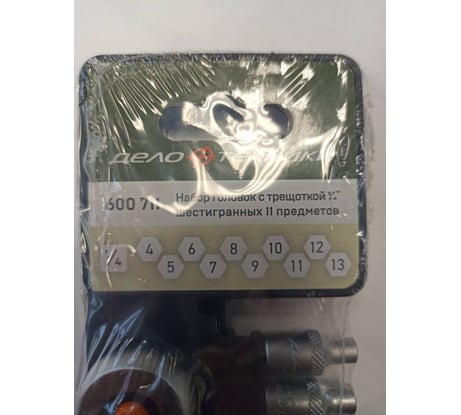 ДЕЛО ТЕХНИКИ
600 711
Набор головок с трещоткой ¼"
шестигранных 11 предметов
4 6 8 10 12
¼ 5 7 9 11 13